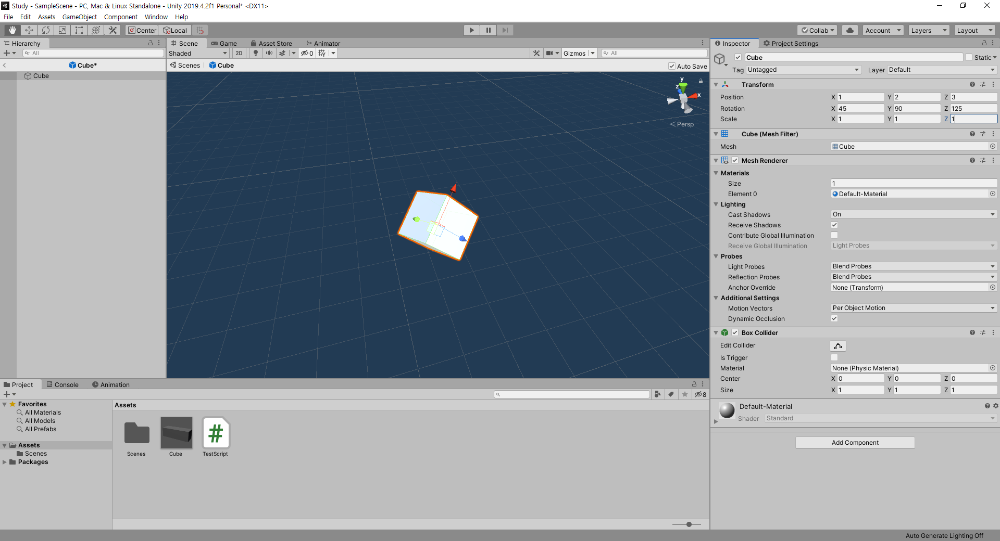 Study - SampleScene - PC, Mac & Linux Standalone - Unity 2019.4.2f1 Personal* <DX11>
File Edit Assets GameObject Component Window Help
Center Local
Collab Account Layers Layout
Hierarchy
All
Cube*
Cube
Scene Game Asset Store Animator
Shaded 2D 0 Gizmos All
Scenes Cube Auto Save
y
z
x
Persp
Inspector Project Settings
Cube Static
Tag Untagged Layer Default
Transform
Position X 1 Y 2 Z 3
Rotation X 45 Y 90 Z 125
Scale X 1 Y 1 Z 1
Cube (Mesh Filter)
Mesh Cube
Mesh Renderer
Materials
Size 1
Element 0 Default-Material
Lighting
Cast Shadows On
Receive Shadows
Contribute Global Illumination
Receive Global Illumination Light Probes
Probes
Light Probes Blend Probes
Reflection Probes Blend Probes
Anchor Override None (Transform)
Additional Settings
Motion Vectors Per Object Motion
Dynamic Occlusion
Box Collider
Edit Collider
Is Trigger
Material None (Physic Material)
Center X 0 Y 0 Z 0
Size X 1 Y 1 Z 1
Default-Material
Shader Standard
Add Component
Project Console Animation
8
Favorites
All Materials
All Models
All Prefabs
Assets
Scenes
Packages
Assets
Scenes Cube # TestScript
Auto Generate Lighting Off